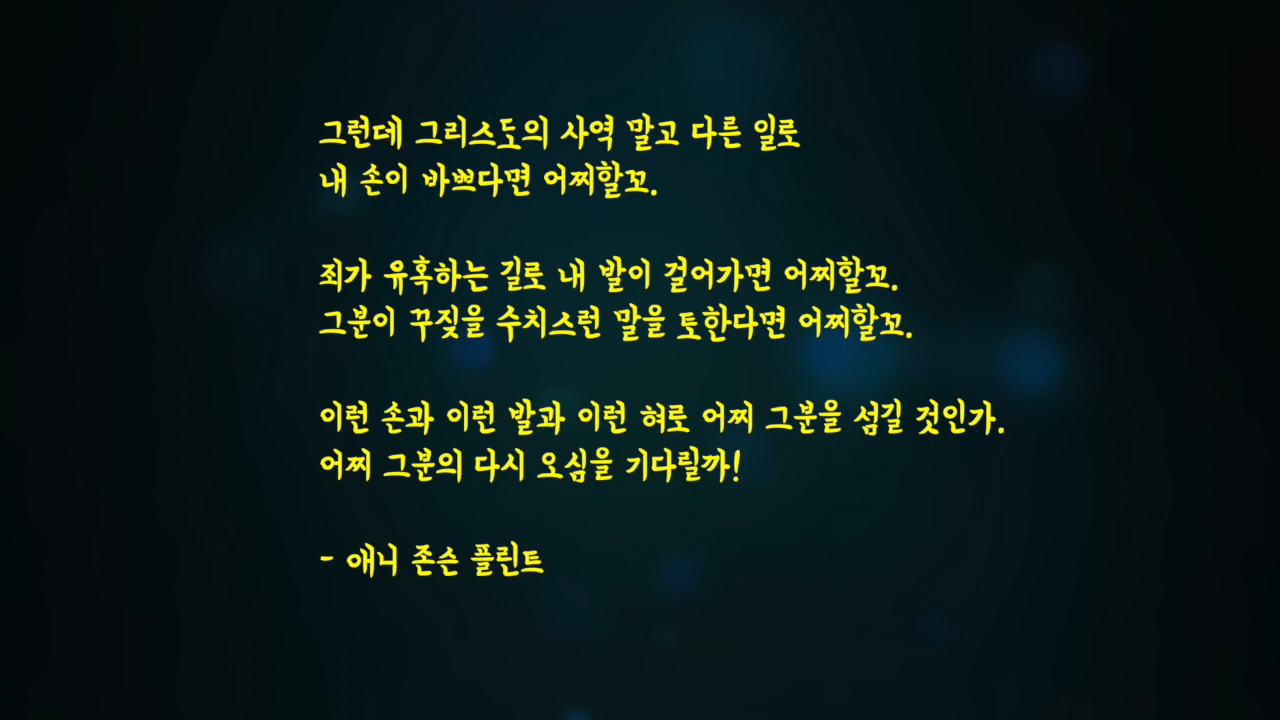 그런데 그리스도의 사역 말고 다른 일로
내 손이 바쁘다면 어찌할꼬.
죄가 유혹하는 길로 내 발이 걸어가면 어찌할꼬.
그분이 꾸짖을 수치스런 말을 토한다면 어찌할꼬.
이런 손과 이런 발과 이런 혀로 어찌 그분을 섬길 것인가.
어찌 그분의 다시 오심을 기다릴까!
- 애니 존슨 플린트